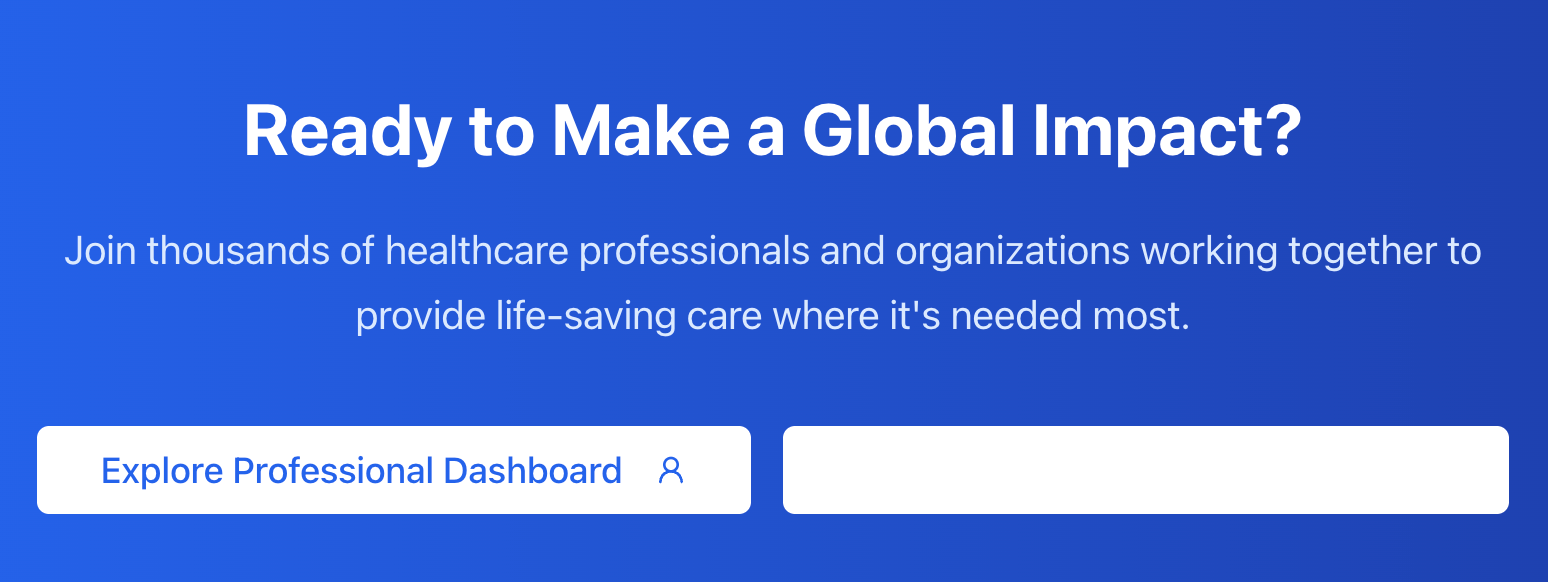 Ready to Make a Global Impact?
Join thousands of healthcare professionals and organizations working together to
provide life-saving care where it's needed most.
Explore Professional Dashboard